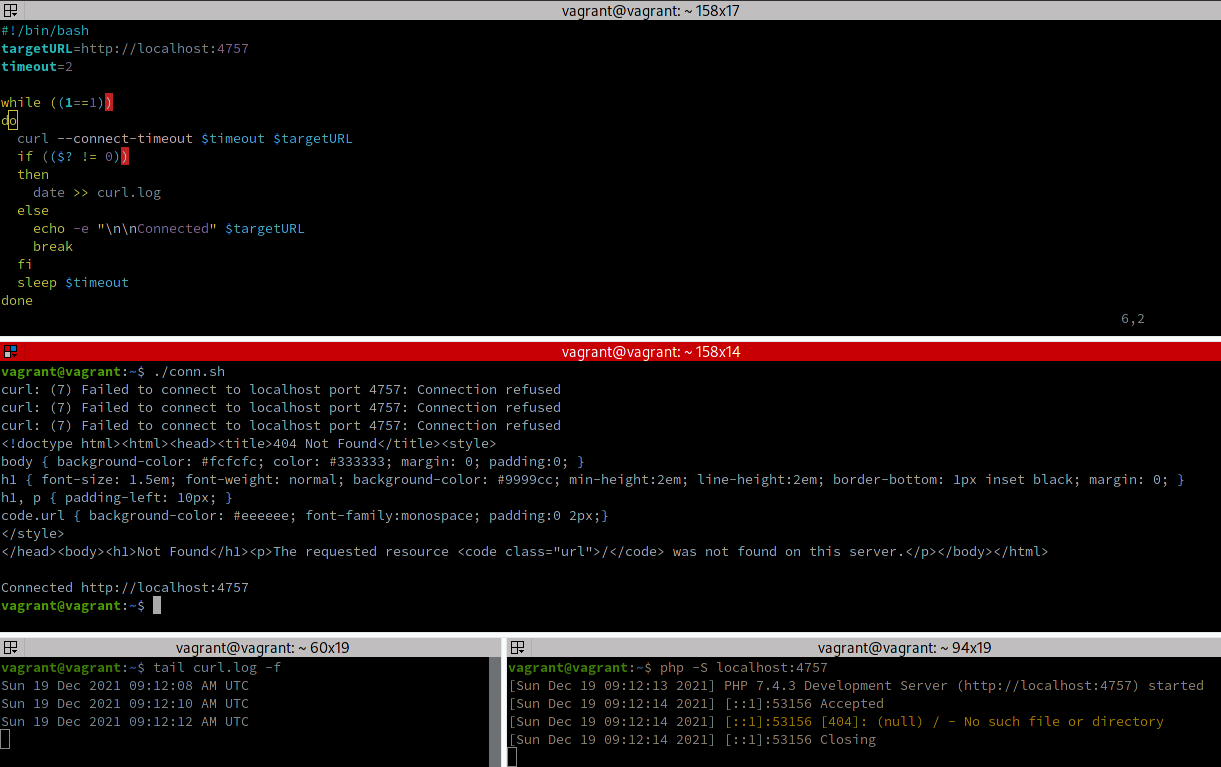 vagrant@vagrant: ~ 158x17
#!/bin/bash
targetURL=http://localhost:4757
timeout=2
while ((1==1))
do
curl --connect-timeout $timeout $targetURL
if (($? != 0))
then
date >> curl.log
else
echo -e "\n\nConnected" $targetURL
break
fi
sleep $timeout
done
6,2
vagrant@vagrant: ~ 158x14
vagrant@vagrant:~$ ./conn.sh
curl: (7) Failed to connect to localhost port 4757: Connection refused
curl: (7) Failed to connect to localhost port 4757: Connection refused
curl: (7) Failed to connect to localhost port 4757: Connection refused
<!doctype html><html><head><title>404 Not Found</title><style>
body { background-color: #fcfcfc; color: #333333; margin: 0; padding:0; }
h1 { font-size: 1.5em; font-weight: normal; background-color: #9999cc; min-height:2em; line-height:2em; border-bottom: 1px inset black; margin: 0; }
h1, p { padding-left: 10px; }
code.url { background-color: #eeeeee; font-family:monospace; padding:0 2px;}
</style>
</head><body><h1>Not Found</h1><p>The requested resource <code class="url">/</code> was not found on this server.</p></body></html>
Connected http://localhost:4757
vagrant@vagrant:~$
vagrant@vagrant: ~ 60x19
vagrant@vagrant:~$ tail curl.log -f
Sun 19 Dec 2021 09:12:08 AM UTC
Sun 19 Dec 2021 09:12:10 AM UTC
Sun 19 Dec 2021 09:12:12 AM UTC
vagrant@vagrant: ~ 94x19
vagrant@vagrant:~$ php -S localhost:4757
[Sun Dec 19 09:12:13 2021] PHP 7.4.3 Development Server (http://localhost:4757) started
[Sun Dec 19 09:12:14 2021] [::1]:53156 Accepted
[Sun Dec 19 09:12:14 2021] [::1]:53156 [404]: (null) / - No such file or directory
[Sun Dec 19 09:12:14 2021] [::1]:53156 Closing